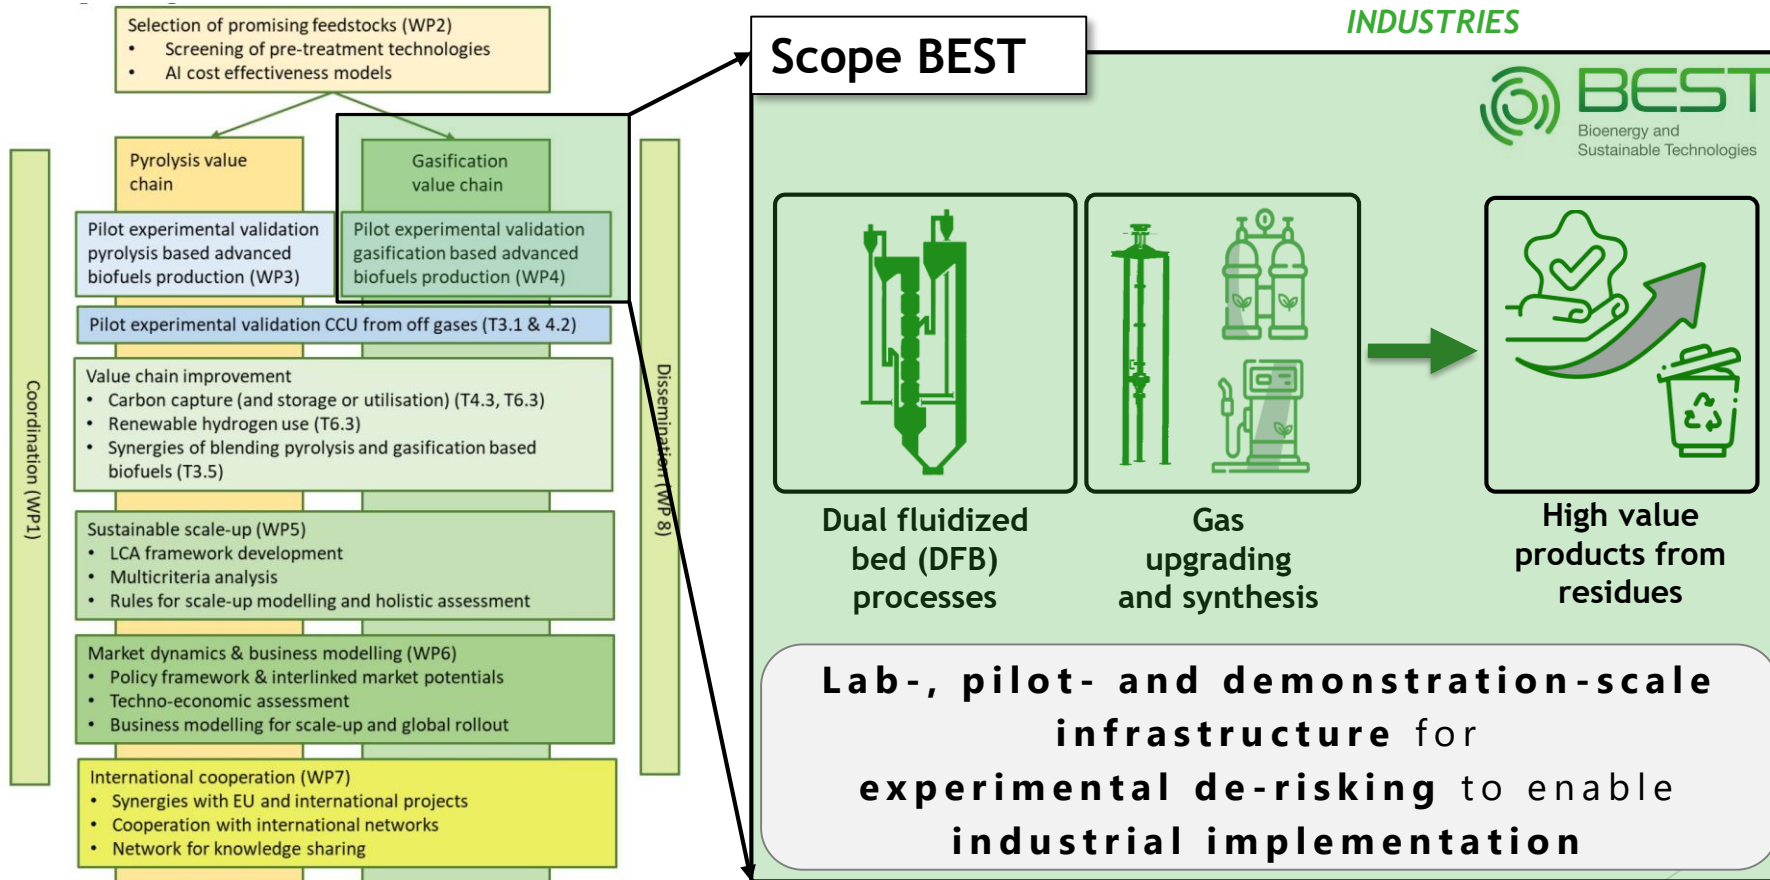 Selection of promising feedstocks (WP2)
• Screening of pre-treatment technologies
• AI cost effectiveness models
Pyrolysis value
chain
Gasification
value chain
Pilot experimental validation
pyrolysis based advanced
biofuels production (WP3)
Pilot experimental validation
gasification based advanced
biofuels production (WP4)
Pilot experimental validation CCU from off gases (T3.1 & 4.2)
Value chain improvement
• Carbon capture (and storage or utilisation) (T4.3, T6.3)
• Renewable hydrogen use (T6.3)
• Synergies of blending pyrolysis and gasification based
biofuels (T3.5)
Sustainable scale-up (WP5)
• LCA framework development
• Multicriteria analysis
• Rules for scale-up modelling and holistic assessment
Market dynamics & business modelling (WP6)
• Policy framework & interlinked market potentials
• Techno-economic assessment
• Business modelling for scale-up and global rollout
International cooperation (WP7)
• Synergies with EU and international projects
• Cooperation with international networks
• Network for knowledge sharing
Coordination (WP1)
Dissemination (WP 8)
INDUSTRIES
Scope BEST
BEST
Bioenergy and
Sustainable Technologies
Dual fluidized
bed (DFB)
processes
Gas
upgrading
and synthesis
High value
products from
residues
Lab-, pilot- and demonstration-scale
infrastructure for
experimental de-risking to enable
industrial implementation